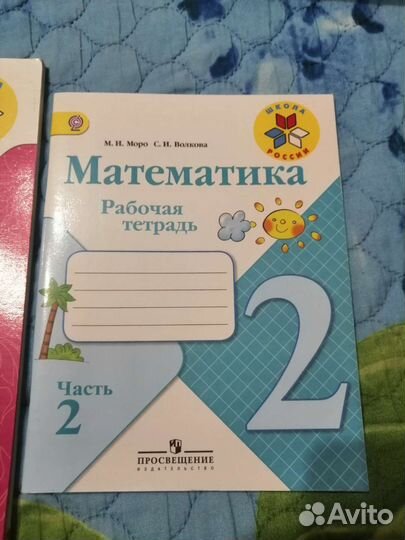 М. И. Моро С. И. Волкова
ШКОЛА
РОССИИ
Математика
Рабочая
тетрадь
2
Часть
2
ПРОСВЕЩЕНИЕ
ИЗДАТЕЛЬСТВО
Avito